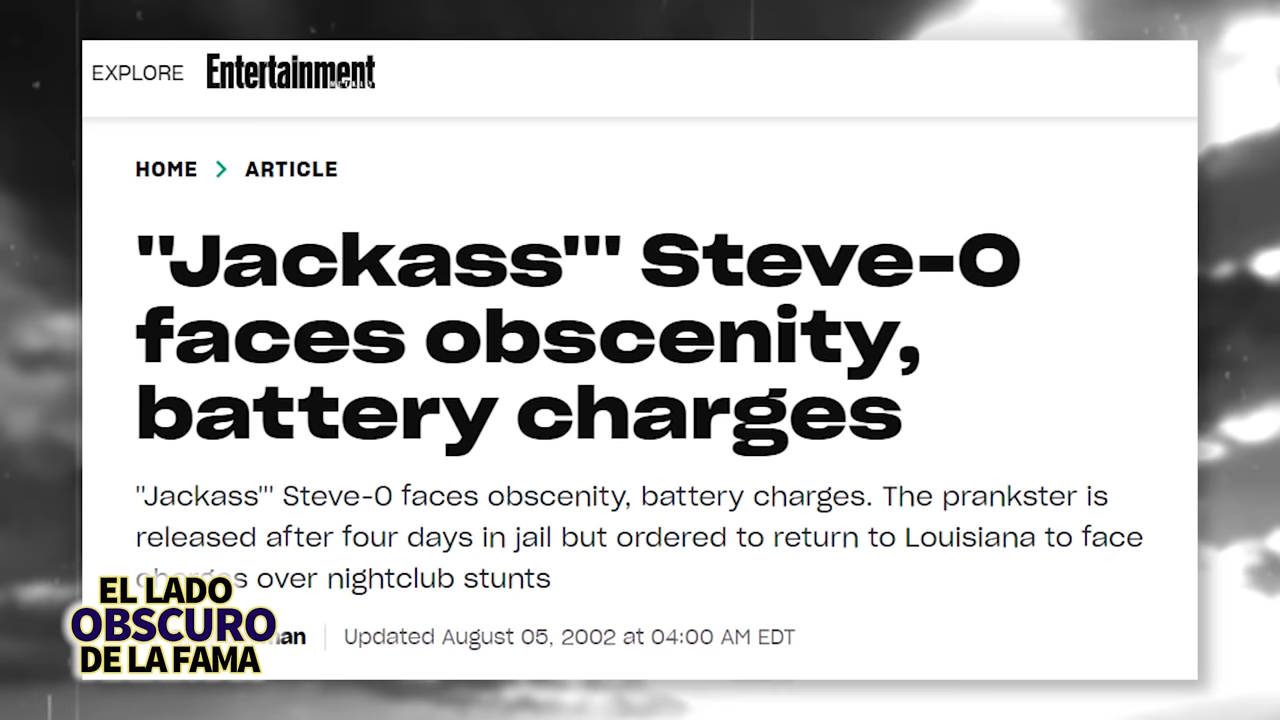 EXPLORE Entertainment
WEEKLY
HOME > ARTICLE
"Jackass"' Steve-O
faces obscenity,
battery charges
"Jackass"' Steve-O faces obscenity, battery charges. The prankster is
released after four days in jail but ordered to return to Louisiana to face
charges over nightclub stunts
Updated August 05, 2002 at 04:00 AM EDT
EL LADO
OBSCURO
DE LA FAMA